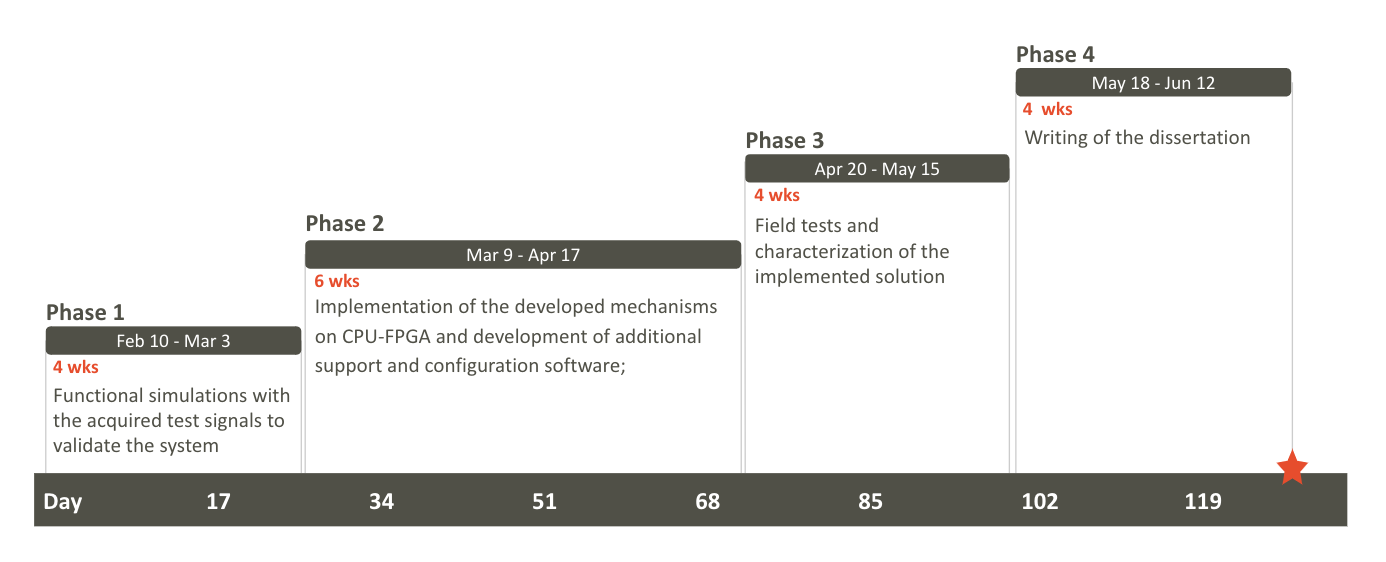 Phase 4
May 18 - Jun 12
4 wks
Writing of the dissertation
Phase 3
Apr 20 - May 15
4 wks
Field tests and
characterization of the
implemented solution
Phase 2
Mar 9 - Apr 17
6 wks
Implementation of the developed mechanisms
on CPU-FPGA and development of additional
support and configuration software;
Phase 1
Feb 10 - Mar 3
4 wks
Functional simulations with
the acquired test signals to
validate the system
Day 17 34 51 68 85 102 119